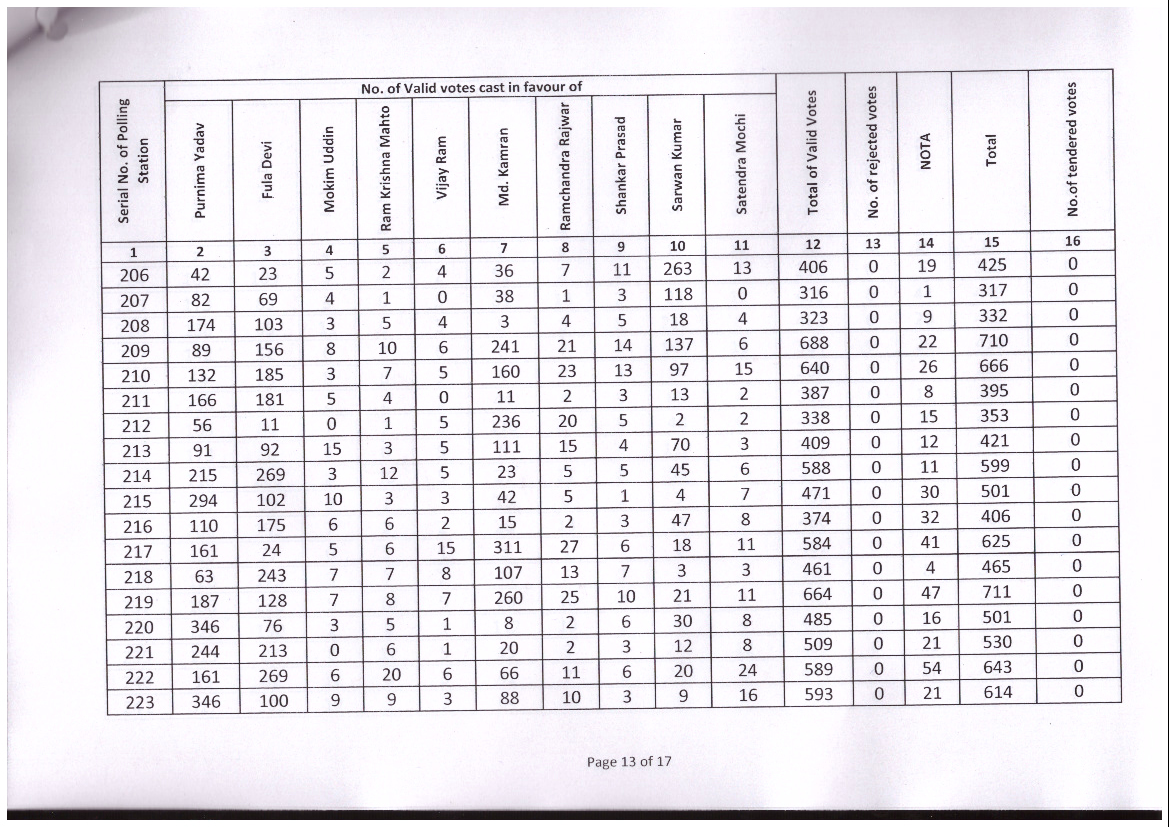 No. of Valid votes cast in favour of
Serial No. of Polling Station Purnima Yadav Fula Devi Mokim Uddin Ram Krishna Mahto Vijay Ram Md. Kamran Ramchandra Rajwar Shankar Prasad Sarwan Kumar Satendra Mochi Total of Valid Votes No. of rejected votes NOTA Total No.of tendered votes
1 2 3 4 5 6 7 8 9 10 11 12 13 14 15 16
206 42 23 5 2 4 36 7 11 263 13 406 0 19 425 0
207 82 69 4 1 0 38 1 3 118 0 316 0 1 317 0
208 174 103 3 5 4 3 4 5 18 4 323 0 9 332 0
209 89 156 8 10 6 241 21 14 137 6 688 0 22 710 0
210 132 185 3 7 5 160 23 13 97 15 640 0 26 666 0
211 166 181 5 4 0 11 2 3 13 2 387 0 8 395 0
212 56 11 0 1 5 236 20 5 2 2 338 0 15 353 0
213 91 92 15 3 5 111 15 4 70 3 409 0 12 421 0
214 215 269 3 12 5 23 5 5 45 6 588 0 11 599 0
215 294 102 10 3 3 42 5 1 4 7 471 0 30 501 0
216 110 175 6 6 2 15 2 3 47 8 374 0 32 406 0
217 161 24 5 6 15 311 27 6 18 11 584 0 41 625 0
218 63 243 7 7 8 107 13 7 3 3 461 0 4 465 0
219 187 128 7 8 7 260 25 10 21 11 664 0 47 711 0
220 346 76 3 5 1 8 2 6 30 8 485 0 16 501 0
221 244 213 0 6 1 20 2 3 12 8 509 0 21 530 0
222 161 269 6 20 6 66 11 6 20 24 589 0 54 643 0
223 346 100 9 9 3 88 10 3 9 16 593 0 21 614 0
Page 13 of 17